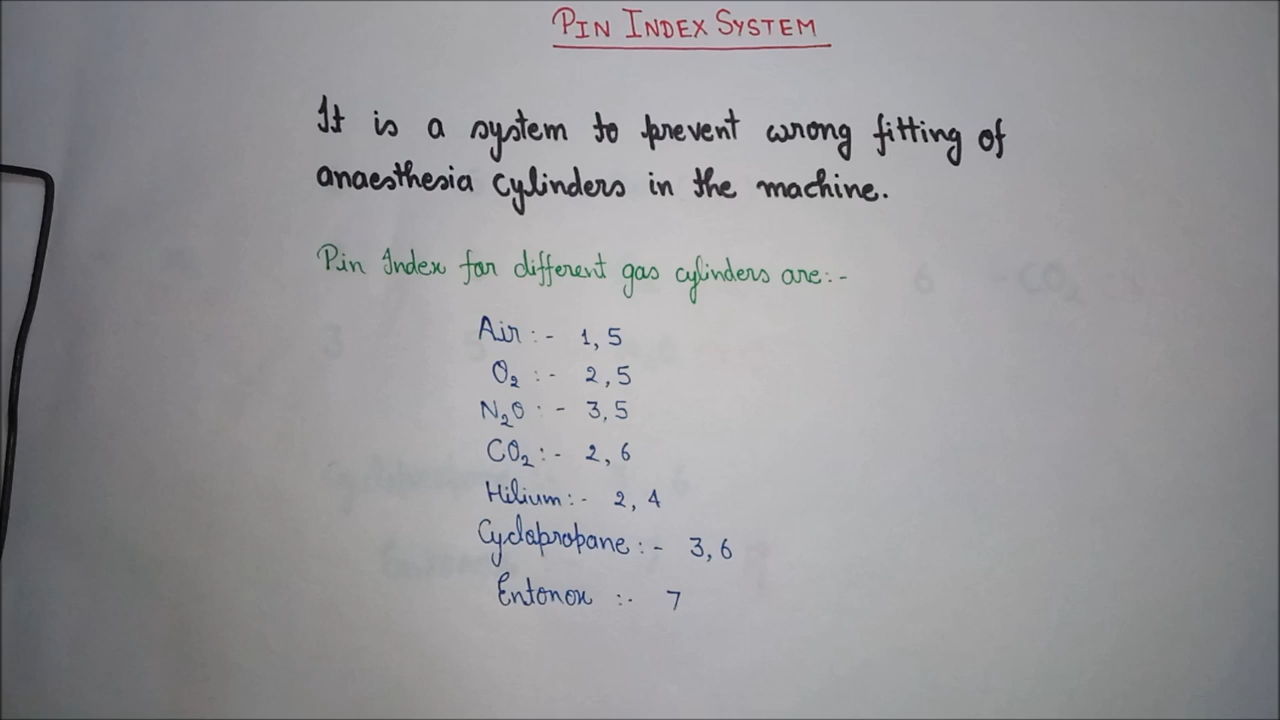 PIN INDEX SYSTEM
It is a system to prevent wrong fitting of
anaesthesia cylinders in the machine.
Pin Index for different gas cylinders are:-
Air :- 1, 5
O₂ :- 2, 5
N₂O :- 3, 5
CO₂ :- 2, 6
Hilium :- 2, 4
Cyclopropane :- 3, 6
Entonox :- 7